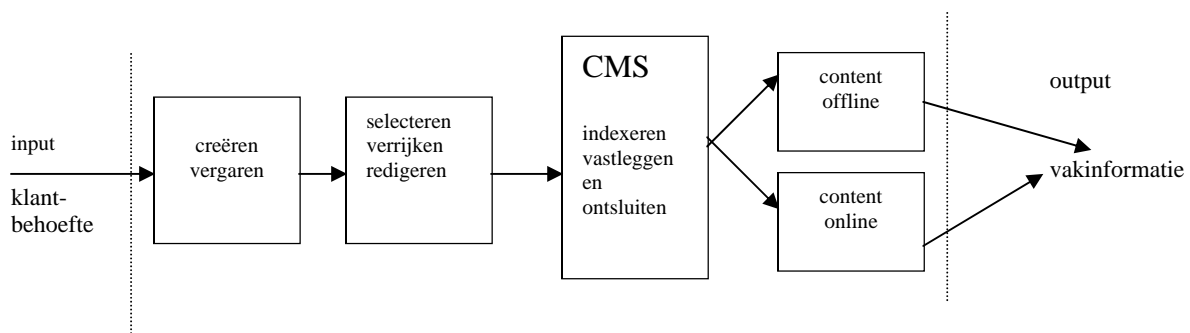 input
klant-
behoefte
creëren
vergaren
selecteren
verrijken
redigeren
CMS
indexeren
vastleggen
en
ontsluiten
content
offline
content
online
output
vakinformatie